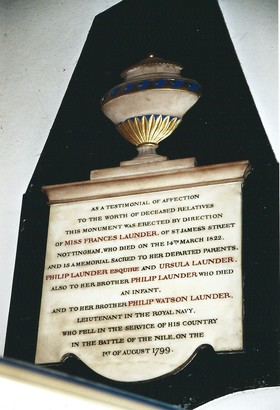 AS A TESTIMONIAL OF AFFECTION
TO THE WORTH OF DECEASED RELATIVES
THIS MONUMENT WAS ERECTED BY DIRECTION
OF MISS FRANCES LAUNDER, OF ST JAMESS STREET
NOTTINGHAM, WHO DIED ON THE 14TH MARCH 1822.
AND IS A MEMORIAL SACRED TO HER DEPARTED PARENTS,
PHILIP LAUNDER ESQUIRE AND URSULA LAUNDER,
ALSO TO HER BROTHER PHILIP LAUNDER WHO DIED
AN INFANT,
AND TO HER BROTHER PHILIP WATSON LAUNDER,
LIEUTENANT IN THE ROYAL NAVY,
WHO FELL IN THE SERVICE OF HIS COUNTRY
IN THE BATTLE OF THE NILE, ON THE
1ST OF AUGUST 1799.